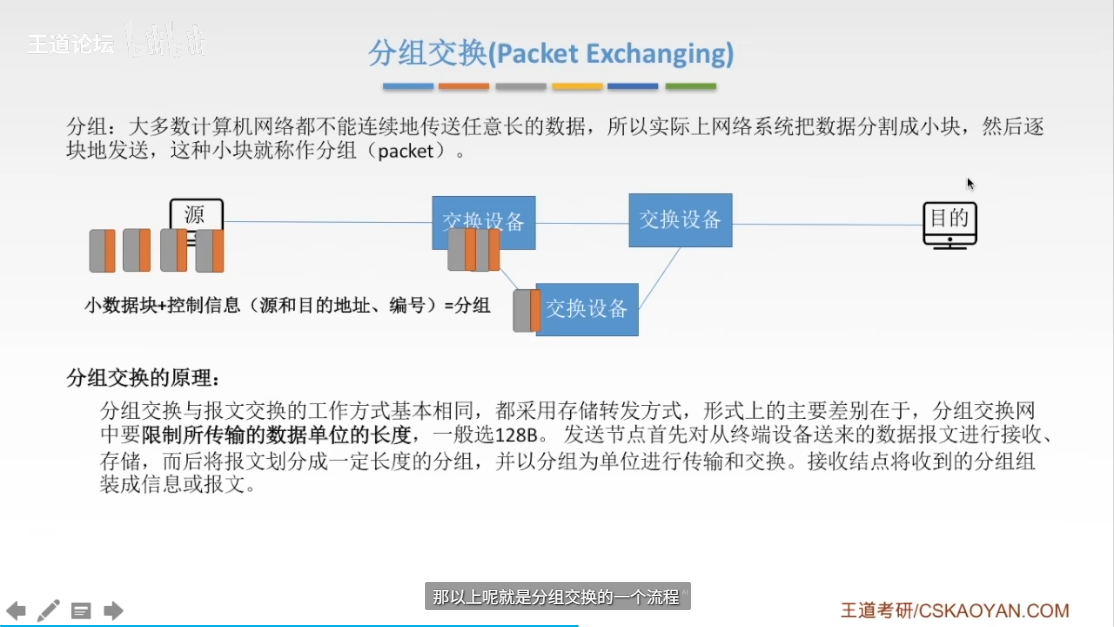 王道论坛
分组交换(Packet Exchanging)
分组：大多数计算机网络都不能连续地传送任意长的数据，所以实际上网络系统把数据分割成小块，然后逐
块地发送，这种小块就称作分组（packet）。
源
交换设备
交换设备
目的
小数据块+控制信息（源和目的地址、编号）=分组
交换设备
分组交换的原理：
分组交换与报文交换的工作方式基本相同，都采用存储转发方式，形式上的主要差别在于，分组交换网
中要限制所传输的数据单位的长度，一般选128B。 发送节点首先对从终端设备送来的数据报文进行接收、
存储，而后将报文划分成一定长度的分组，并以分组为单位进行传输和交换。接收结点将收到的分组组
装成信息或报文。
那以上呢就是分组交换的一个流程
王道考研/CSKAOYAN.COM